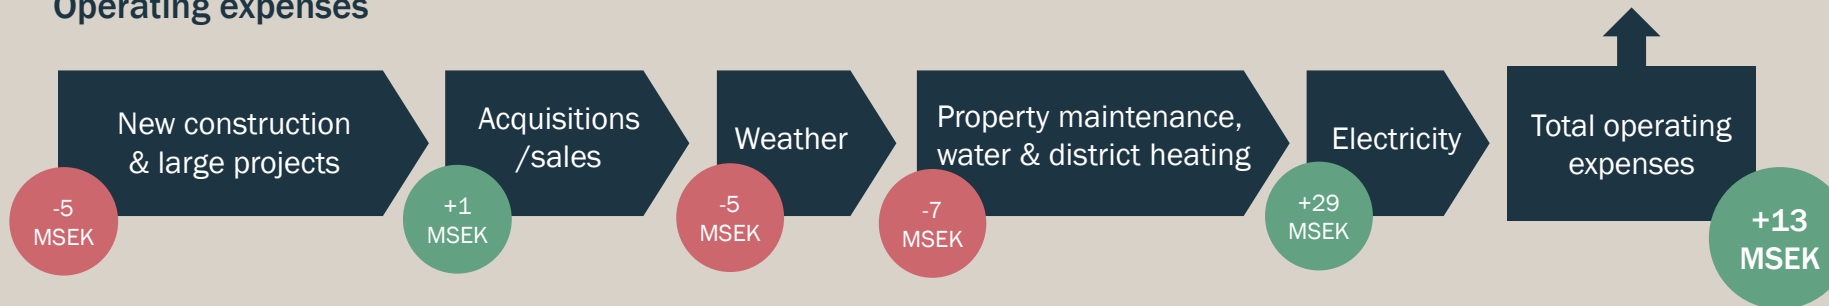 Operating expenses
New construction
& large projects
-5
MSEK
Acquisitions
/sales
+1
MSEK
Weather
-5
MSEK
Property maintenance,
water & district heating
-7
MSEK
Electricity
+29
MSEK
Total operating
expenses
+13
MSEK